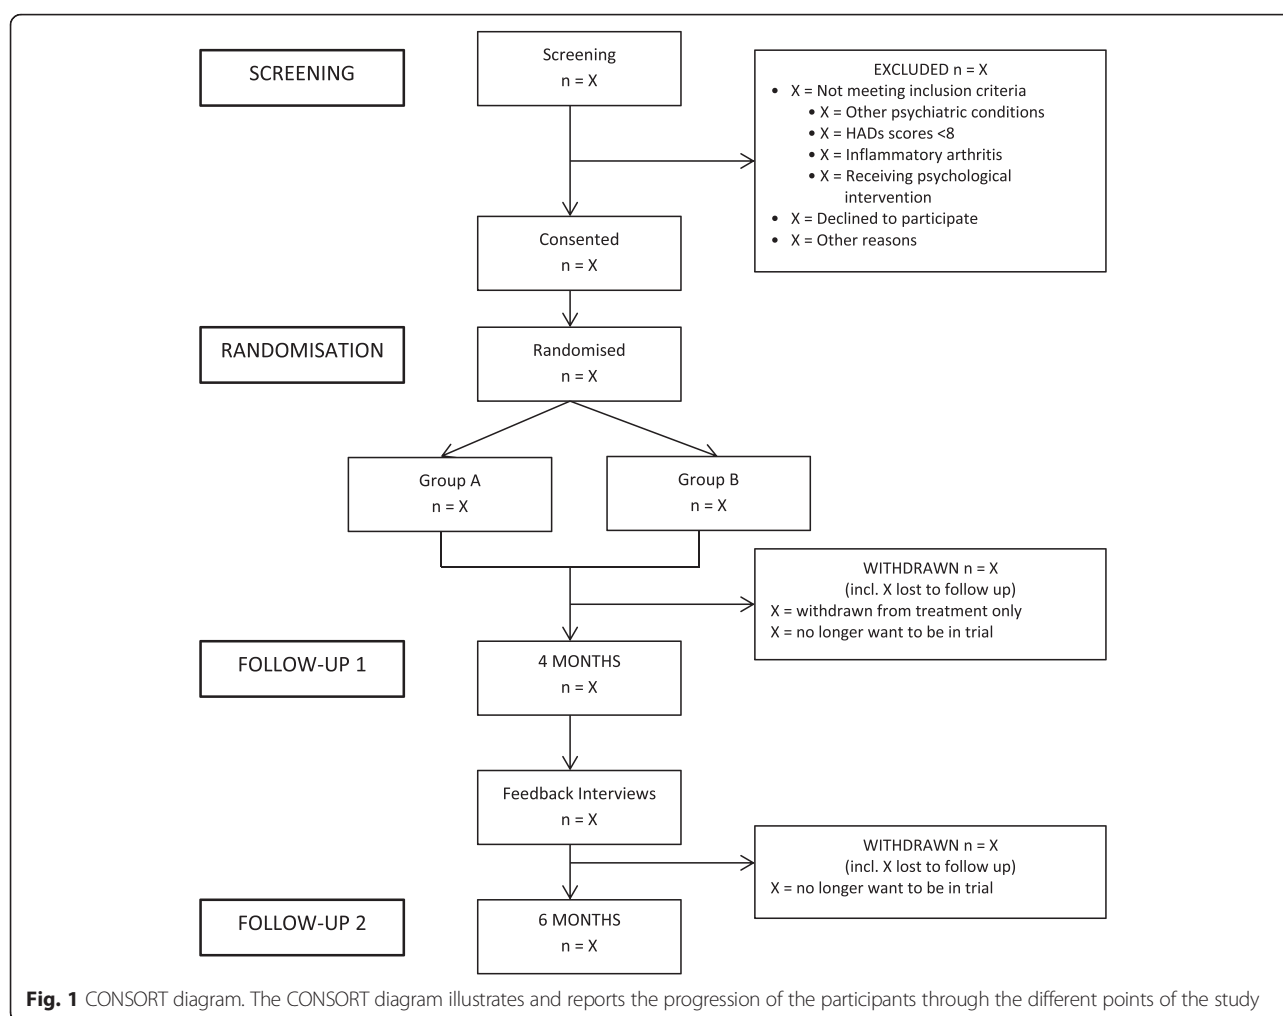 SCREENING
Screening
n = X
EXCLUDED n = X
• X = Not meeting inclusion criteria
• X = Other psychiatric conditions
• X = HADs scores <8
• X = Inflammatory arthritis
• X = Receiving psychological
intervention
• X = Declined to participate
• X = Other reasons
Consented
n = X
RANDOMISATION
Randomised
n = X
Group A
n = X
Group B
n = X
WITHDRAWN n = X
(incl. X lost to follow up)
X = withdrawn from treatment only
X = no longer want to be in trial
FOLLOW-UP 1
4 MONTHS
n = X
Feedback Interviews
n = X
WITHDRAWN n = X
(incl. X lost to follow up)
X = no longer want to be in trial
FOLLOW-UP 2
6 MONTHS
n = X
Fig. 1 CONSORT diagram. The CONSORT diagram illustrates and reports the progression of the participants through the different points of the study